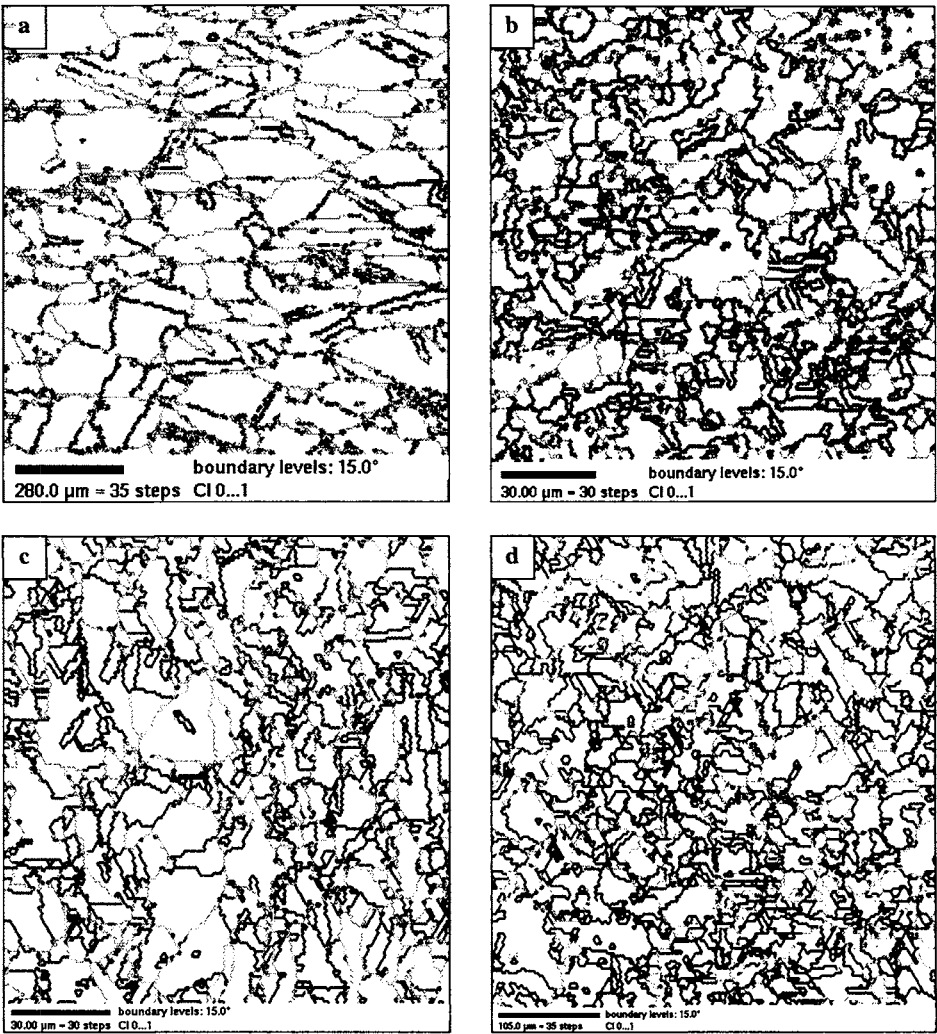 a
boundary levels: 15.0°
280.0 µm = 35 steps CI 0...1
b
boundary levels: 15.0°
30.00 µm = 30 steps CI 0...1
c
boundary levels: 15.0°
30.00 µm = 30 steps CI 0...1
d
boundary levels: 15.0°
105.0 µm = 35 steps CI 0...1